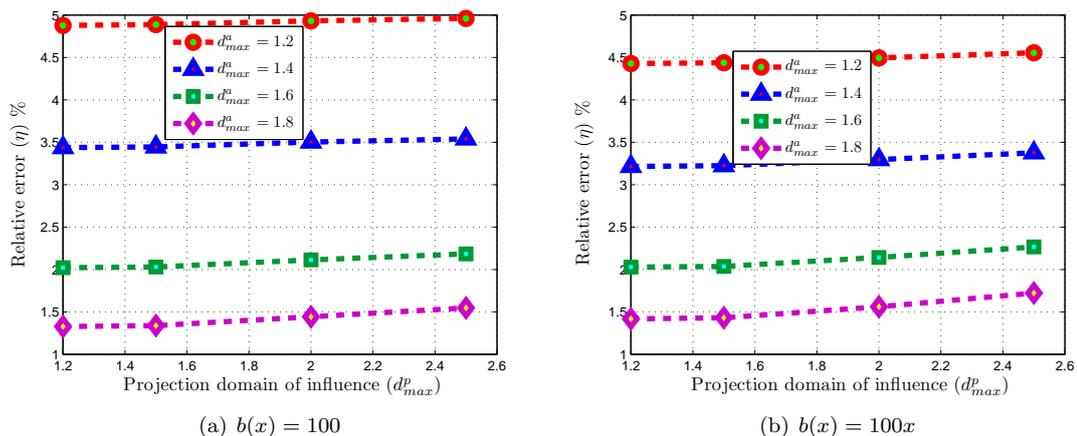 Relative error (η) %
5
4.5
4
3.5
3
2.5
2
1.5
1
d^a_max = 1.2
d^a_max = 1.4
d^a_max = 1.6
d^a_max = 1.8
1.2 1.4 1.6 1.8 2 2.2 2.4 2.6
Projection domain of influence (d^p_max)
(a) b(x) = 100
Relative error (η) %
5
4.5
4
3.5
3
2.5
2
1.5
1
d^a_max = 1.2
d^a_max = 1.4
d^a_max = 1.6
d^a_max = 1.8
1.2 1.4 1.6 1.8 2 2.2 2.4 2.6
Projection domain of influence (d^p_max)
(b) b(x) = 100x